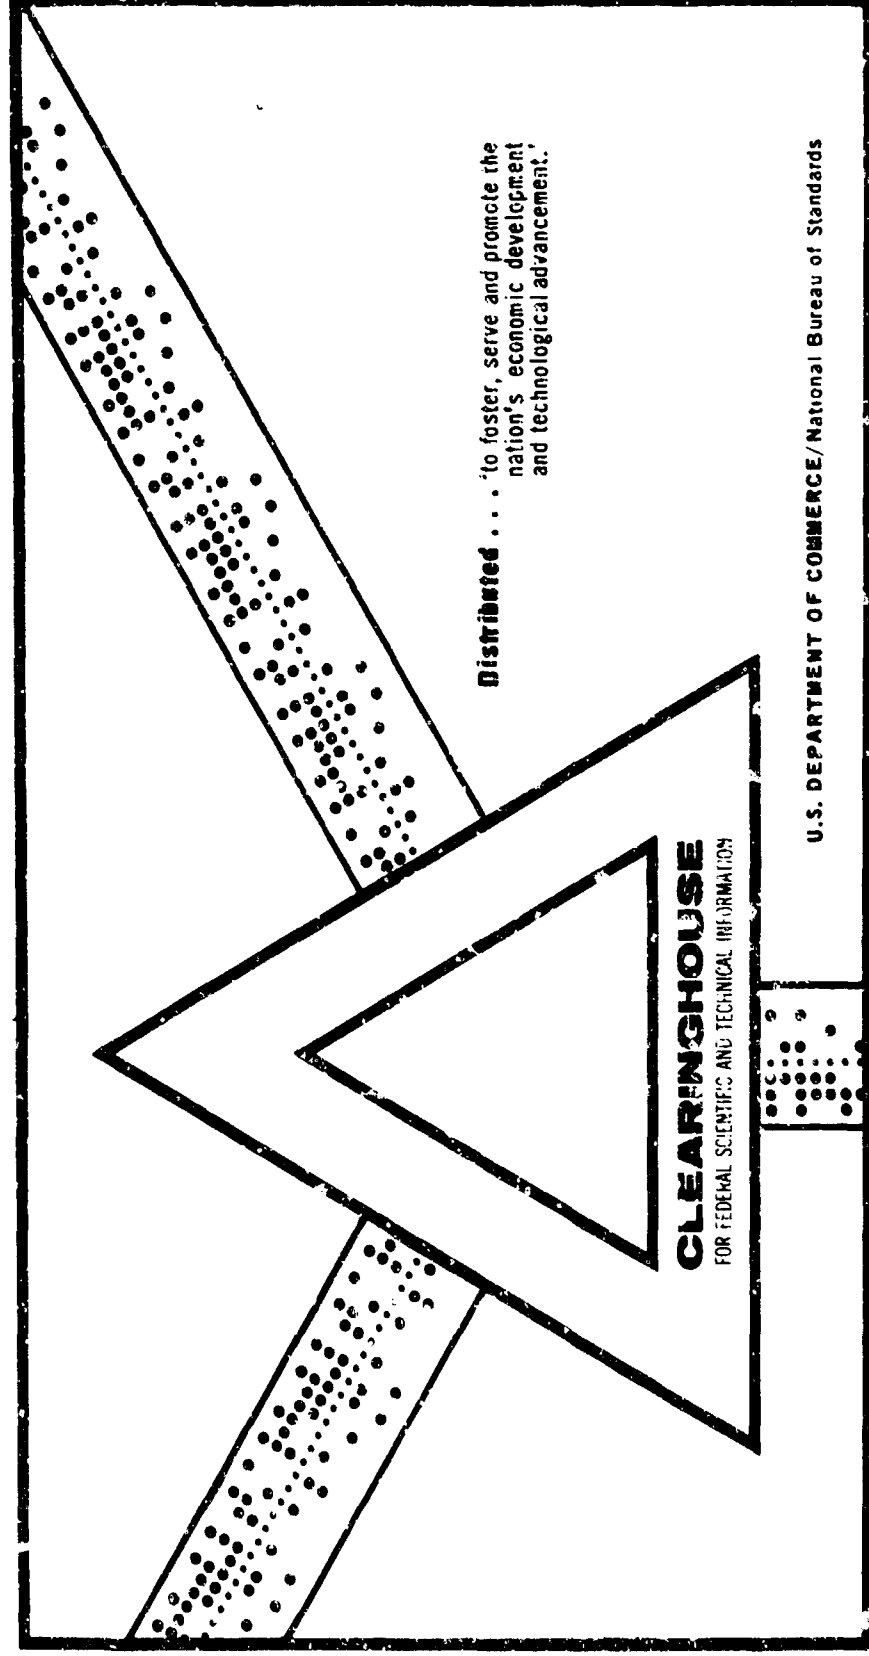 Distributed . . . 'to foster, serve and promote the
nation's economic development
and technological advancement.'
CLEARINGHOUSE
FOR FEDERAL SCIENTIFIC AND TECHNICAL INFORMATION
U.S. DEPARTMENT OF COMMERCE/National Bureau of Standards